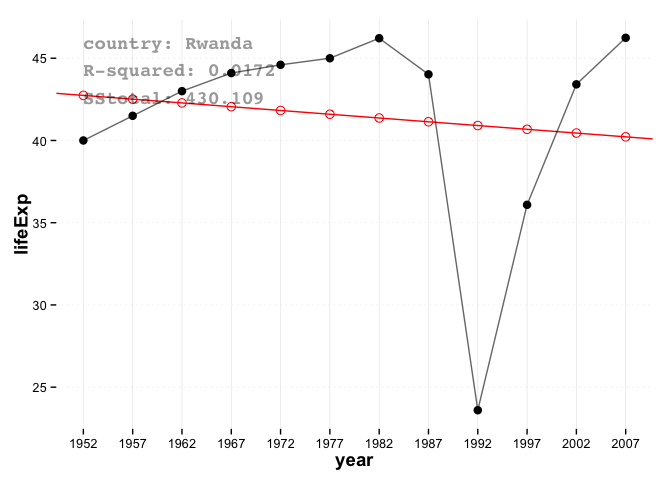 country: Rwanda
R-squared: 0.0172
SStotal: 430.109
45
40
35
30
25
lifeExp
1952 1957 1962 1967 1972 1977 1982 1987 1992 1997 2002 2007
year